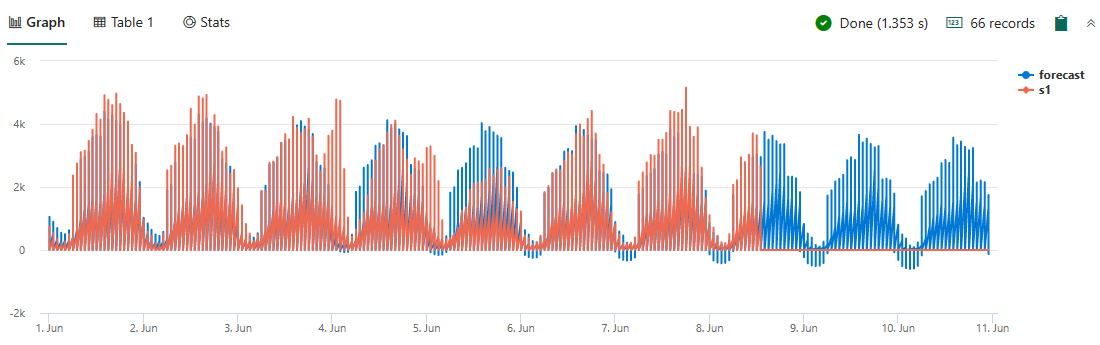 Graph Table 1 Stats Done (1.353 s) 123 66 records
6k
forecast
s1
4k
2k
0
-2k
1. Jun 2. Jun 3. Jun 4. Jun 5. Jun 6. Jun 7. Jun 8. Jun 9. Jun 10. Jun 11. Jun